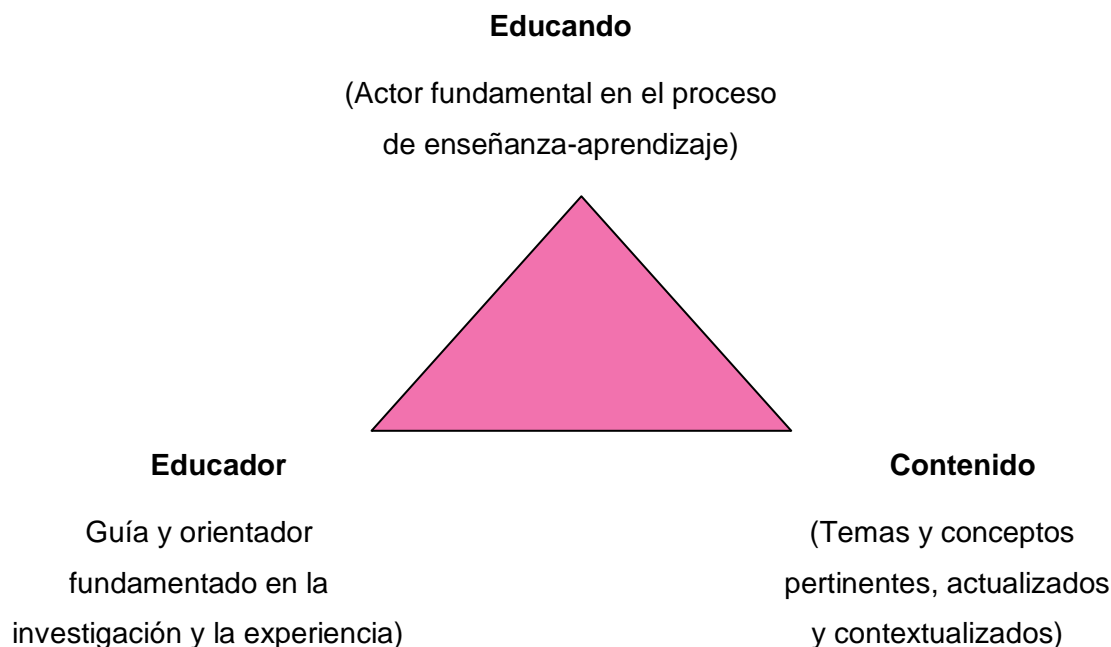 Educando
(Actor fundamental en el proceso
de enseñanza-aprendizaje)
Educador
Guía y orientador
fundamentado en la
investigación y la experiencia)
Contenido
(Temas y conceptos
pertinentes, actualizados
y contextualizados)